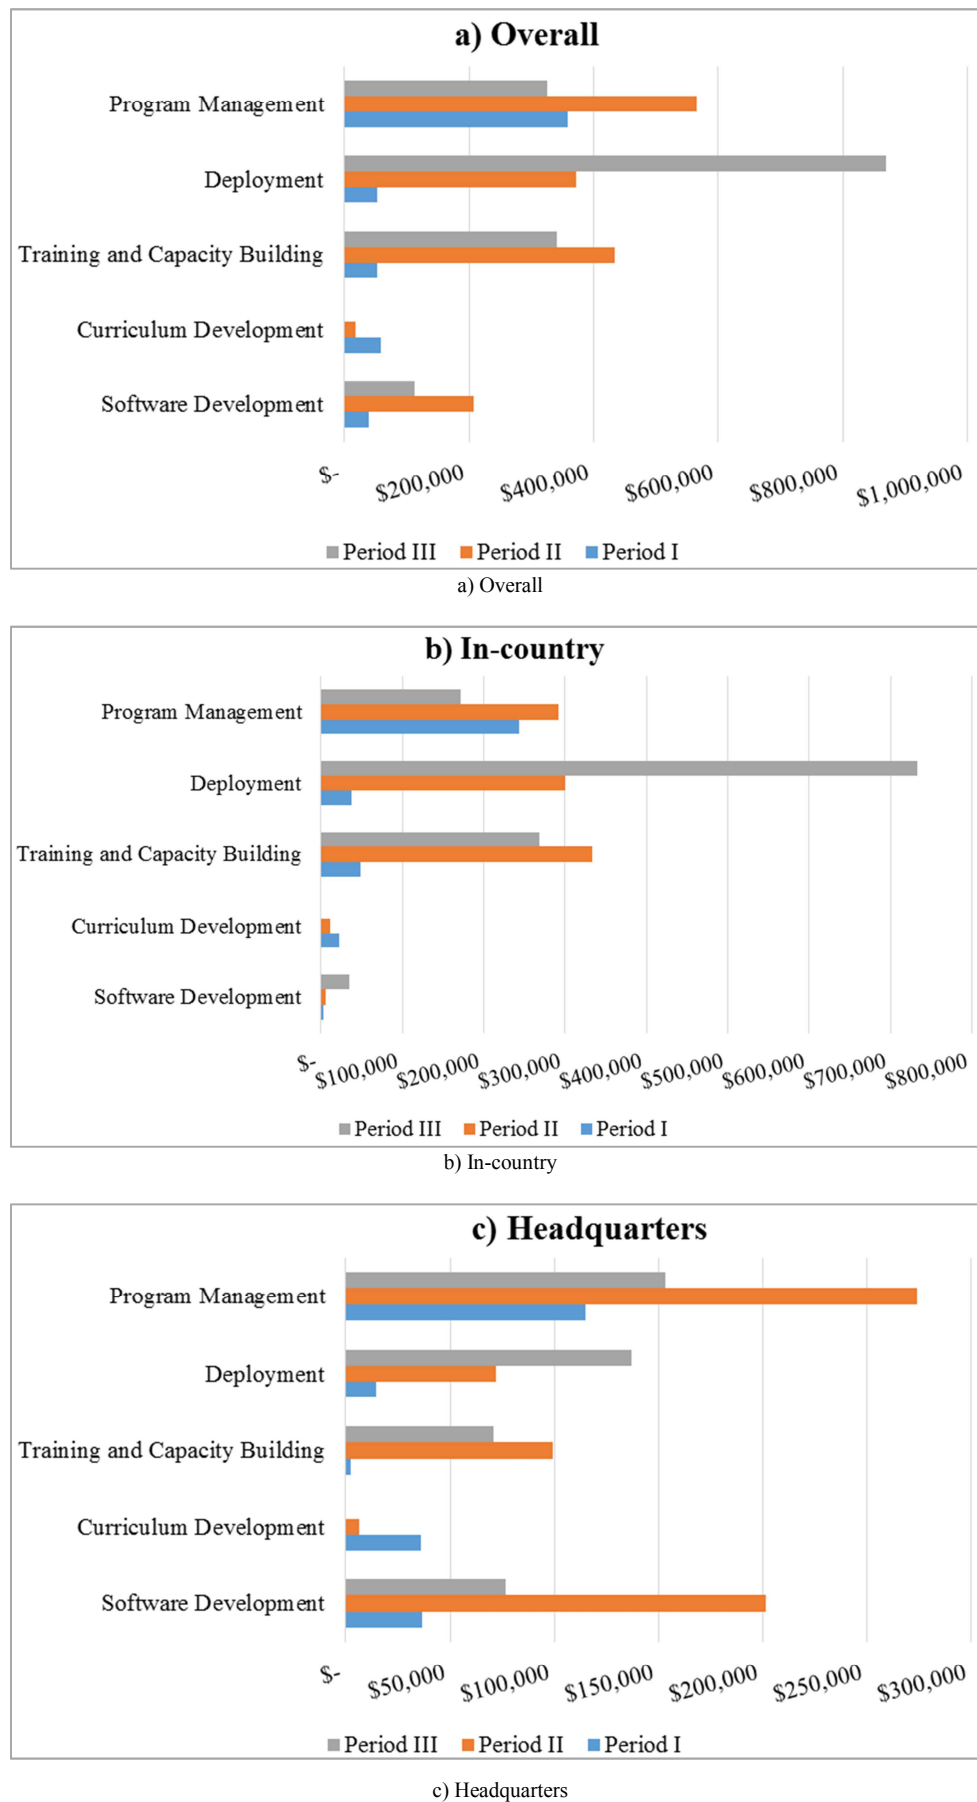 a) Overall
Program Management
Deployment
Training and Capacity Building
Curriculum Development
Software Development
$- $200,000 $400,000 $600,000 $800,000 $1,000,000
Period III Period II Period I
a) Overall
b) In-country
Program Management
Deployment
Training and Capacity Building
Curriculum Development
Software Development
$- $100,000 $200,000 $300,000 $400,000 $500,000 $600,000 $700,000 $800,000
Period III Period II Period I
b) In-country
c) Headquarters
Program Management
Deployment
Training and Capacity Building
Curriculum Development
Software Development
$- $50,000 $100,000 $150,000 $200,000 $250,000 $300,000
Period III Period II Period I
c) Headquarters